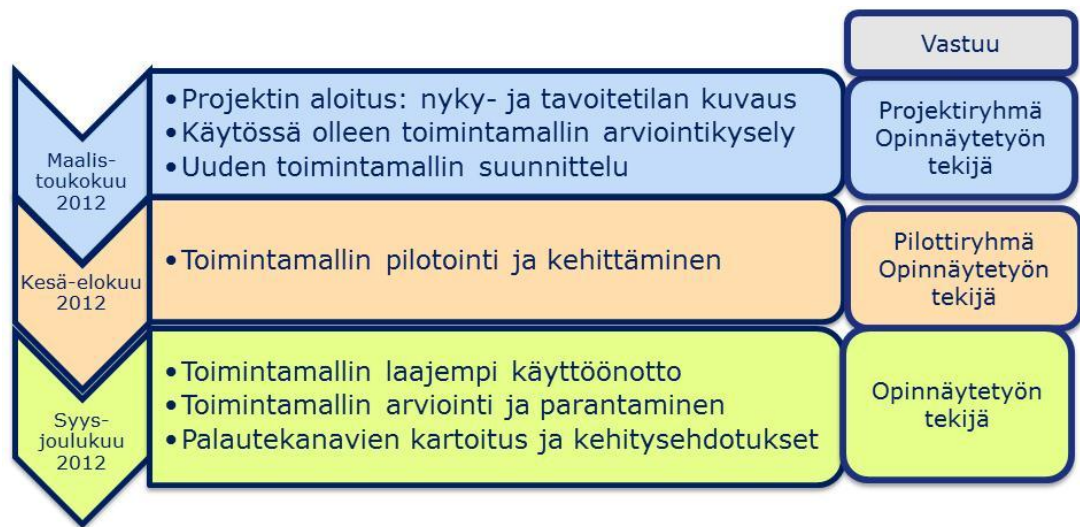 Vastuu
Maalis-
toukokuu
2012
•Projektin aloitus: nyky- ja tavoitetilan kuvaus
•Käytössä olleen toimintamallin arviointikysely
•Uuden toimintamallin suunnittelu
Projektiryhmä
Opinnäytetyön
tekijä
Kesä-elokuu
2012
•Toimintamallin pilotointi ja kehittäminen
Pilottiryhmä
Opinnäytetyön
tekijä
Syys-
joulukuu
2012
•Toimintamallin laajempi käyttöönotto
•Toimintamallin arviointi ja parantaminen
•Palautekanavien kartoitus ja kehitysehdotukset
Opinnäytetyön
tekijä